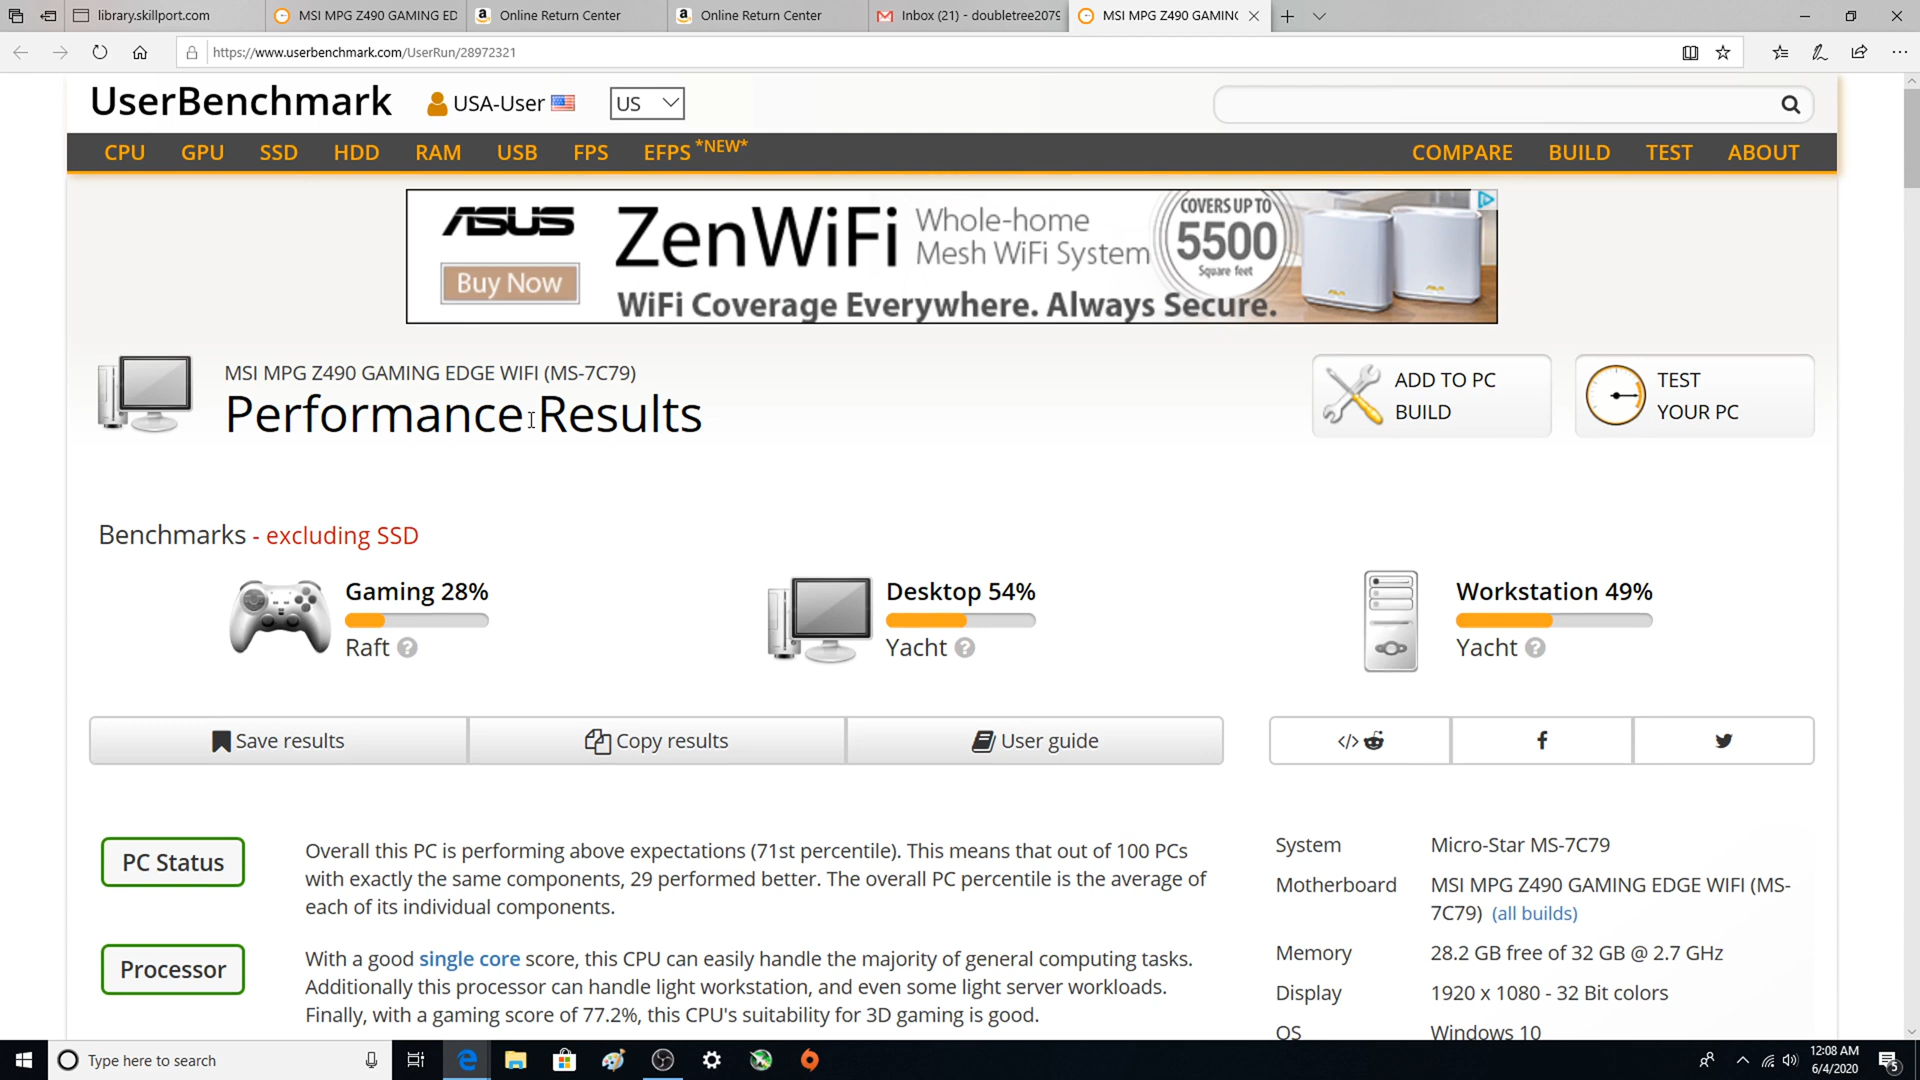 library.skillport.com
MSI MPG Z490 GAMING ED
Online Return Center
Online Return Center
Inbox (21) - doubletree2079
MSI MPG Z490 GAMING
https://www.userbenchmark.com/UserRun/28972321
UserBenchmark
USA-User
US
CPU GPU SSD HDD RAM USB FPS EFPS *NEW* COMPARE BUILD TEST ABOUT
ASUS
Buy Now
ZenWiFi
Whole-home
Mesh WiFi System
WiFi Coverage Everywhere. Always Secure.
COVERS UP TO
5500
Square feet
MSI MPG Z490 GAMING EDGE WIFI (MS-7C79)
Performance Results
ADD TO PC
BUILD
TEST
YOUR PC
Benchmarks - excluding SSD
Gaming 28%
Raft ?
Desktop 54%
Yacht ?
Workstation 49%
Yacht ?
Save results
Copy results
User guide
</>
PC Status
Overall this PC is performing above expectations (71st percentile). This means that out of 100 PCs
with exactly the same components, 29 performed better. The overall PC percentile is the average of
each of its individual components.
Processor
With a good single core score, this CPU can easily handle the majority of general computing tasks.
Additionally this processor can handle light workstation, and even some light server workloads.
Finally, with a gaming score of 77.2%, this CPU's suitability for 3D gaming is good.
System Micro-Star MS-7C79
Motherboard MSI MPG Z490 GAMING EDGE WIFI (MS-
7C79) (all builds)
Memory 28.2 GB free of 32 GB @ 2.7 GHz
Display 1920 x 1080 - 32 Bit colors
OS Windows 10
Type here to search
12:08 AM
6/4/2020
5